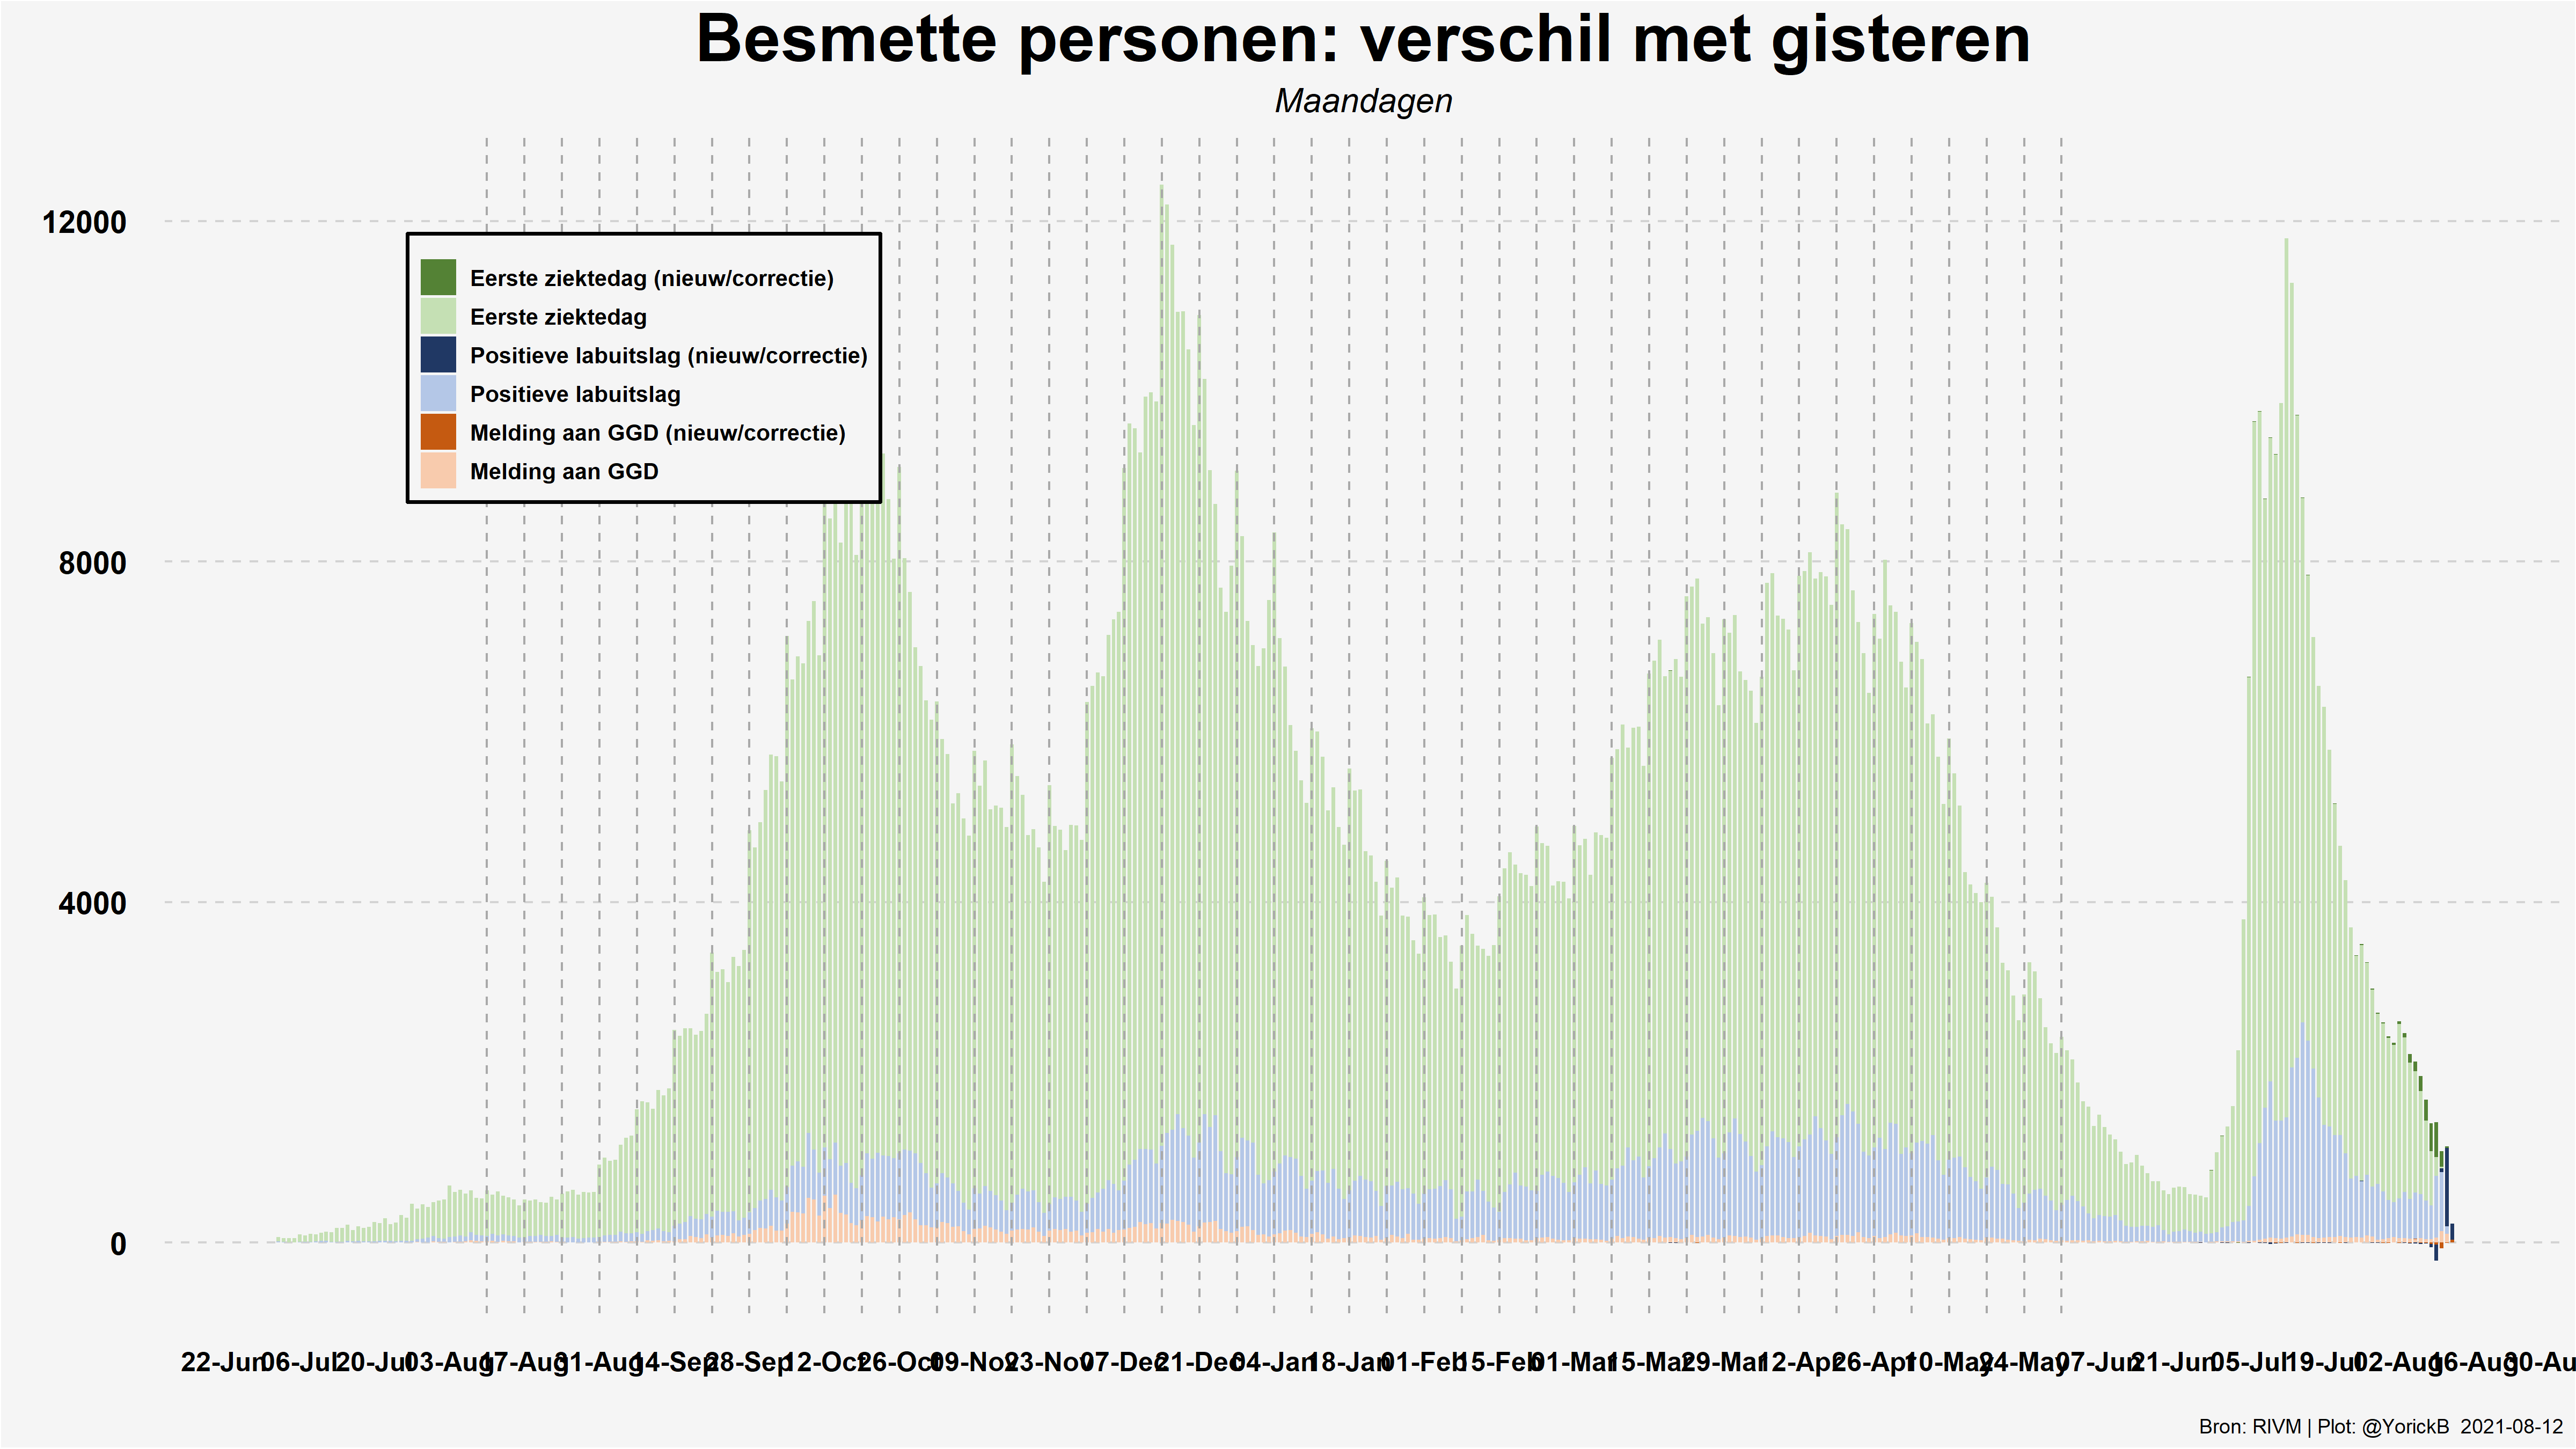 Besmette personen: verschil met gisteren
Maandagen
12000
8000
4000
0
Eerste ziektedag (nieuw/correctie)
Eerste ziektedag
Positieve labuitslag (nieuw/correctie)
Positieve labuitslag
Melding aan GGD (nieuw/correctie)
Melding aan GGD
22-Jun 06-Jul 20-Jul 03-Aug 17-Aug 31-Aug 14-Sep 28-Sep 12-Oct 26-Oct 09-Nov 23-Nov 07-Dec 21-Dec 04-Jan 18-Jan 01-Feb 15-Feb 01-Mar 15-Mar 29-Mar 12-Apr 26-Apr 10-May 24-May 07-Jun 21-Jun 05-Jul 19-Jul 02-Aug 16-Aug 30-Au
Bron: RIVM | Plot: @YorickB 2021-08-12